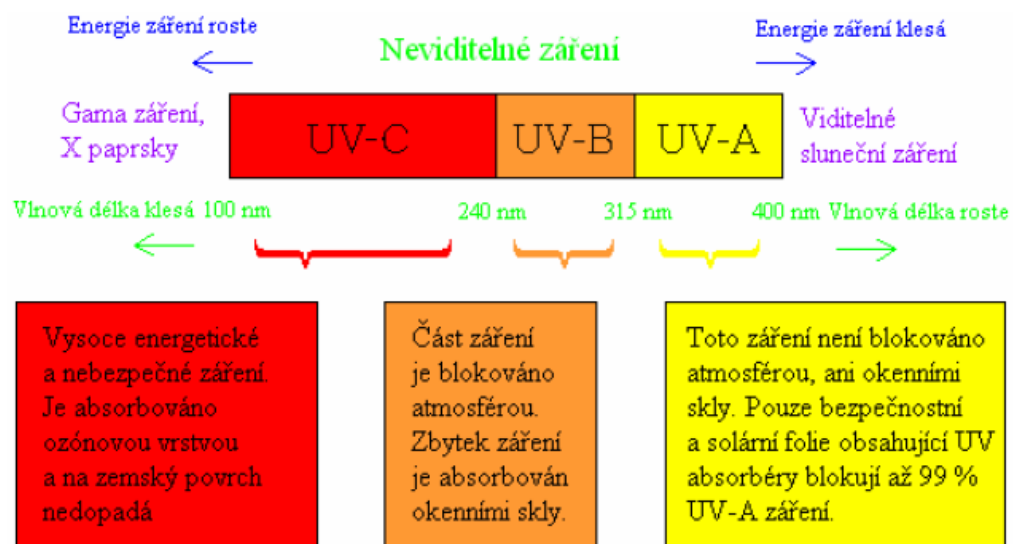 Energie záření roste
Neviditelné záření
Energie záření klesá
Gama záření,
X paprsky
UV-C
UV-B
UV-A
Viditelné
sluneční záření
Vlnová délka klesá 100 nm
240 nm
315 nm
400 nm Vlnová délka roste
Vysoce energetické
a nebezpečné záření.
Je absorbováno
ozónovou vrstvou
a na zemský povrch
nedopadá
Část záření
je blokováno
atmosférou.
Zbytek záření
je absorbován
okenními skly.
Toto záření není blokováno
atmosférou, ani okenními
skly. Pouze bezpečnostní
a solární folie obsahující UV
absorbéry blokují až 99 %
UV-A záření.